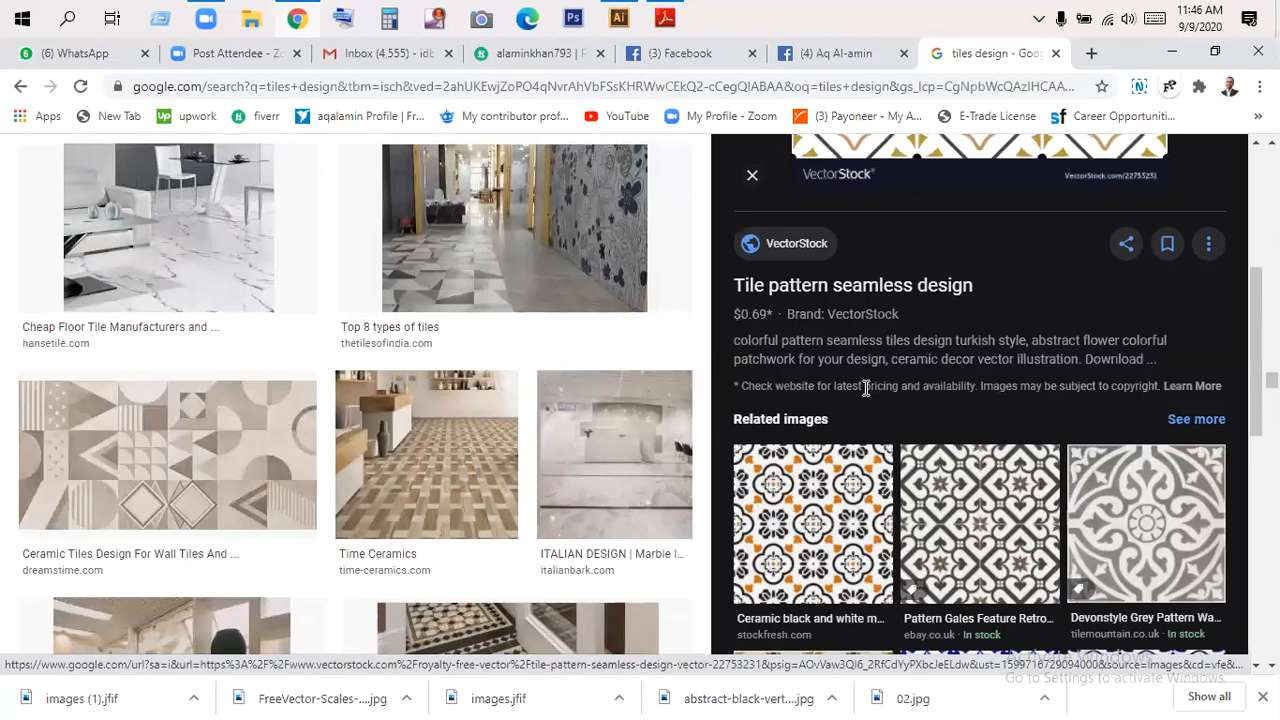 11:46 AM
9/9/2020
(6) WhatsApp
Post Attendee - Zo
Inbox (4,555) - idb
alaminkhan793 | F
(3) Facebook
(4) Aq Al-amin
tiles design - Goo
google.com/search?q=tiles+design&tbm=isch&ved=2ahUKEwjZoPO4qNvrAhVbFSsKHRWwCEkQ2-cCegQIABAA&oq=tiles+design&gs_lcp=CgNpbWcQAzIHCAA...
Apps
New Tab
upwork
fiverr
aqalamin Profile | Fr...
My contributor prof...
YouTube
My Profile - Zoom
(3) Payoneer – My A...
E-Trade License
Career Opportuniti...
VectorStock®
VectorStock.com/22753231
Cheap Floor Tile Manufacturers and ...
hansetile.com
Top 8 types of tiles
thetilesofindia.com
Ceramic Tiles Design For Wall Tiles And ...
dreamstime.com
Time Ceramics
time-ceramics.com
ITALIAN DESIGN | Marble l...
italianbark.com
VectorStock
Tile pattern seamless design
$0.69* · Brand: VectorStock
colorful pattern seamless tiles design turkish style, abstract flower colorful
patchwork for your design, ceramic decor vector illustration. Download ...
* Check website for latest pricing and availability. Images may be subject to copyright. Learn More
Related images
See more
Ceramic black and white m...
stockfresh.com
Pattern Gales Feature Retro...
ebay.co.uk · In stock
Devonstyle Grey Pattern Wa...
tilemountain.co.uk · In stock
Activate Windows
Go to Settings to activate Windows.
images (1).jfif
FreeVector-Scales-....jpg
images.jfif
abstract-black-vert....jpg
02.jpg
Show all